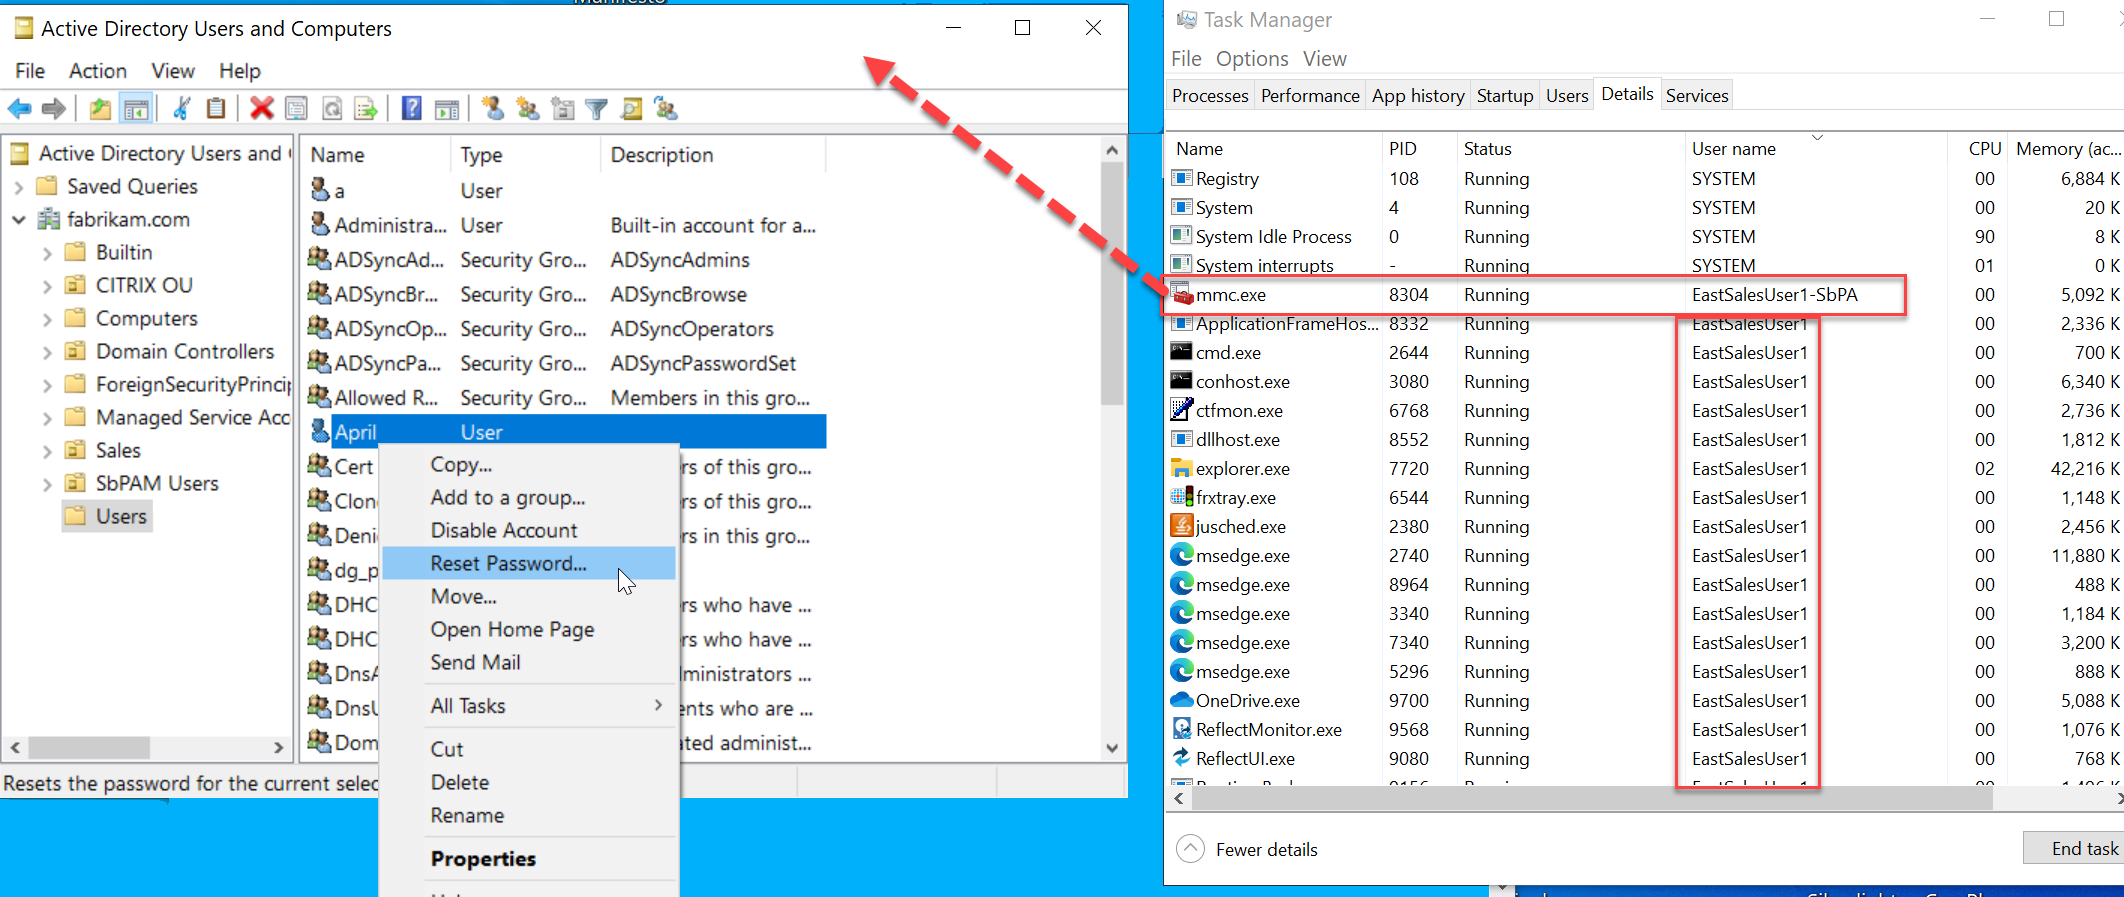 Active Directory Users and Computers
File Action View Help
Active Directory Users and
Saved Queries
fabrikam.com
Builtin
CITRIX OU
Computers
Domain Controllers
ForeignSecurityPrincip
Managed Service Acc
Sales
SbPAM Users
Users
Name Type Description
a User
Administra... User Built-in account for a...
ADSyncAd... Security Gro... ADSyncAdmins
ADSyncBr... Security Gro... ADSyncBrowse
ADSyncOp... Security Gro... ADSyncOperators
ADSyncPa... Security Gro... ADSyncPasswordSet
Allowed R... Security Gro... Members in this gro...
April User
Cert rs of this gro...
Clon rs of this gro...
Deni rs in this gro...
dg_p
DHC rs who have ...
DHC rs who have ...
DnsA ministrators ...
DnsU ents who are ...
Dom ated administ...
Copy...
Add to a group...
Disable Account
Reset Password...
Move...
Open Home Page
Send Mail
All Tasks
Cut
Delete
Rename
Properties
Resets the password for the current selec
Task Manager
File Options View
Processes Performance App history Startup Users Details Services
Name PID Status User name CPU Memory (ac...
Registry 108 Running SYSTEM 00 6,884 K
System 4 Running SYSTEM 00 20 K
System Idle Process 0 Running SYSTEM 90 8 K
System interrupts - Running SYSTEM 01 0 K
mmc.exe 8304 Running EastSalesUser1-SbPA 00 5,092 K
ApplicationFrameHos... 8332 Running EastSalesUser1 00 2,336 K
cmd.exe 2644 Running EastSalesUser1 00 700 K
conhost.exe 3080 Running EastSalesUser1 00 6,340 K
ctfmon.exe 6768 Running EastSalesUser1 00 2,736 K
dllhost.exe 8552 Running EastSalesUser1 00 1,812 K
explorer.exe 7720 Running EastSalesUser1 02 42,216 K
frxtray.exe 6544 Running EastSalesUser1 00 1,148 K
jusched.exe 2380 Running EastSalesUser1 00 2,456 K
msedge.exe 2740 Running EastSalesUser1 00 11,880 K
msedge.exe 8964 Running EastSalesUser1 00 488 K
msedge.exe 3340 Running EastSalesUser1 00 1,184 K
msedge.exe 7340 Running EastSalesUser1 00 3,200 K
msedge.exe 5296 Running EastSalesUser1 00 888 K
OneDrive.exe 9700 Running EastSalesUser1 00 5,088 K
ReflectMonitor.exe 9568 Running EastSalesUser1 00 1,076 K
ReflectUI.exe 9080 Running EastSalesUser1 00 768 K
Fewer details
End task